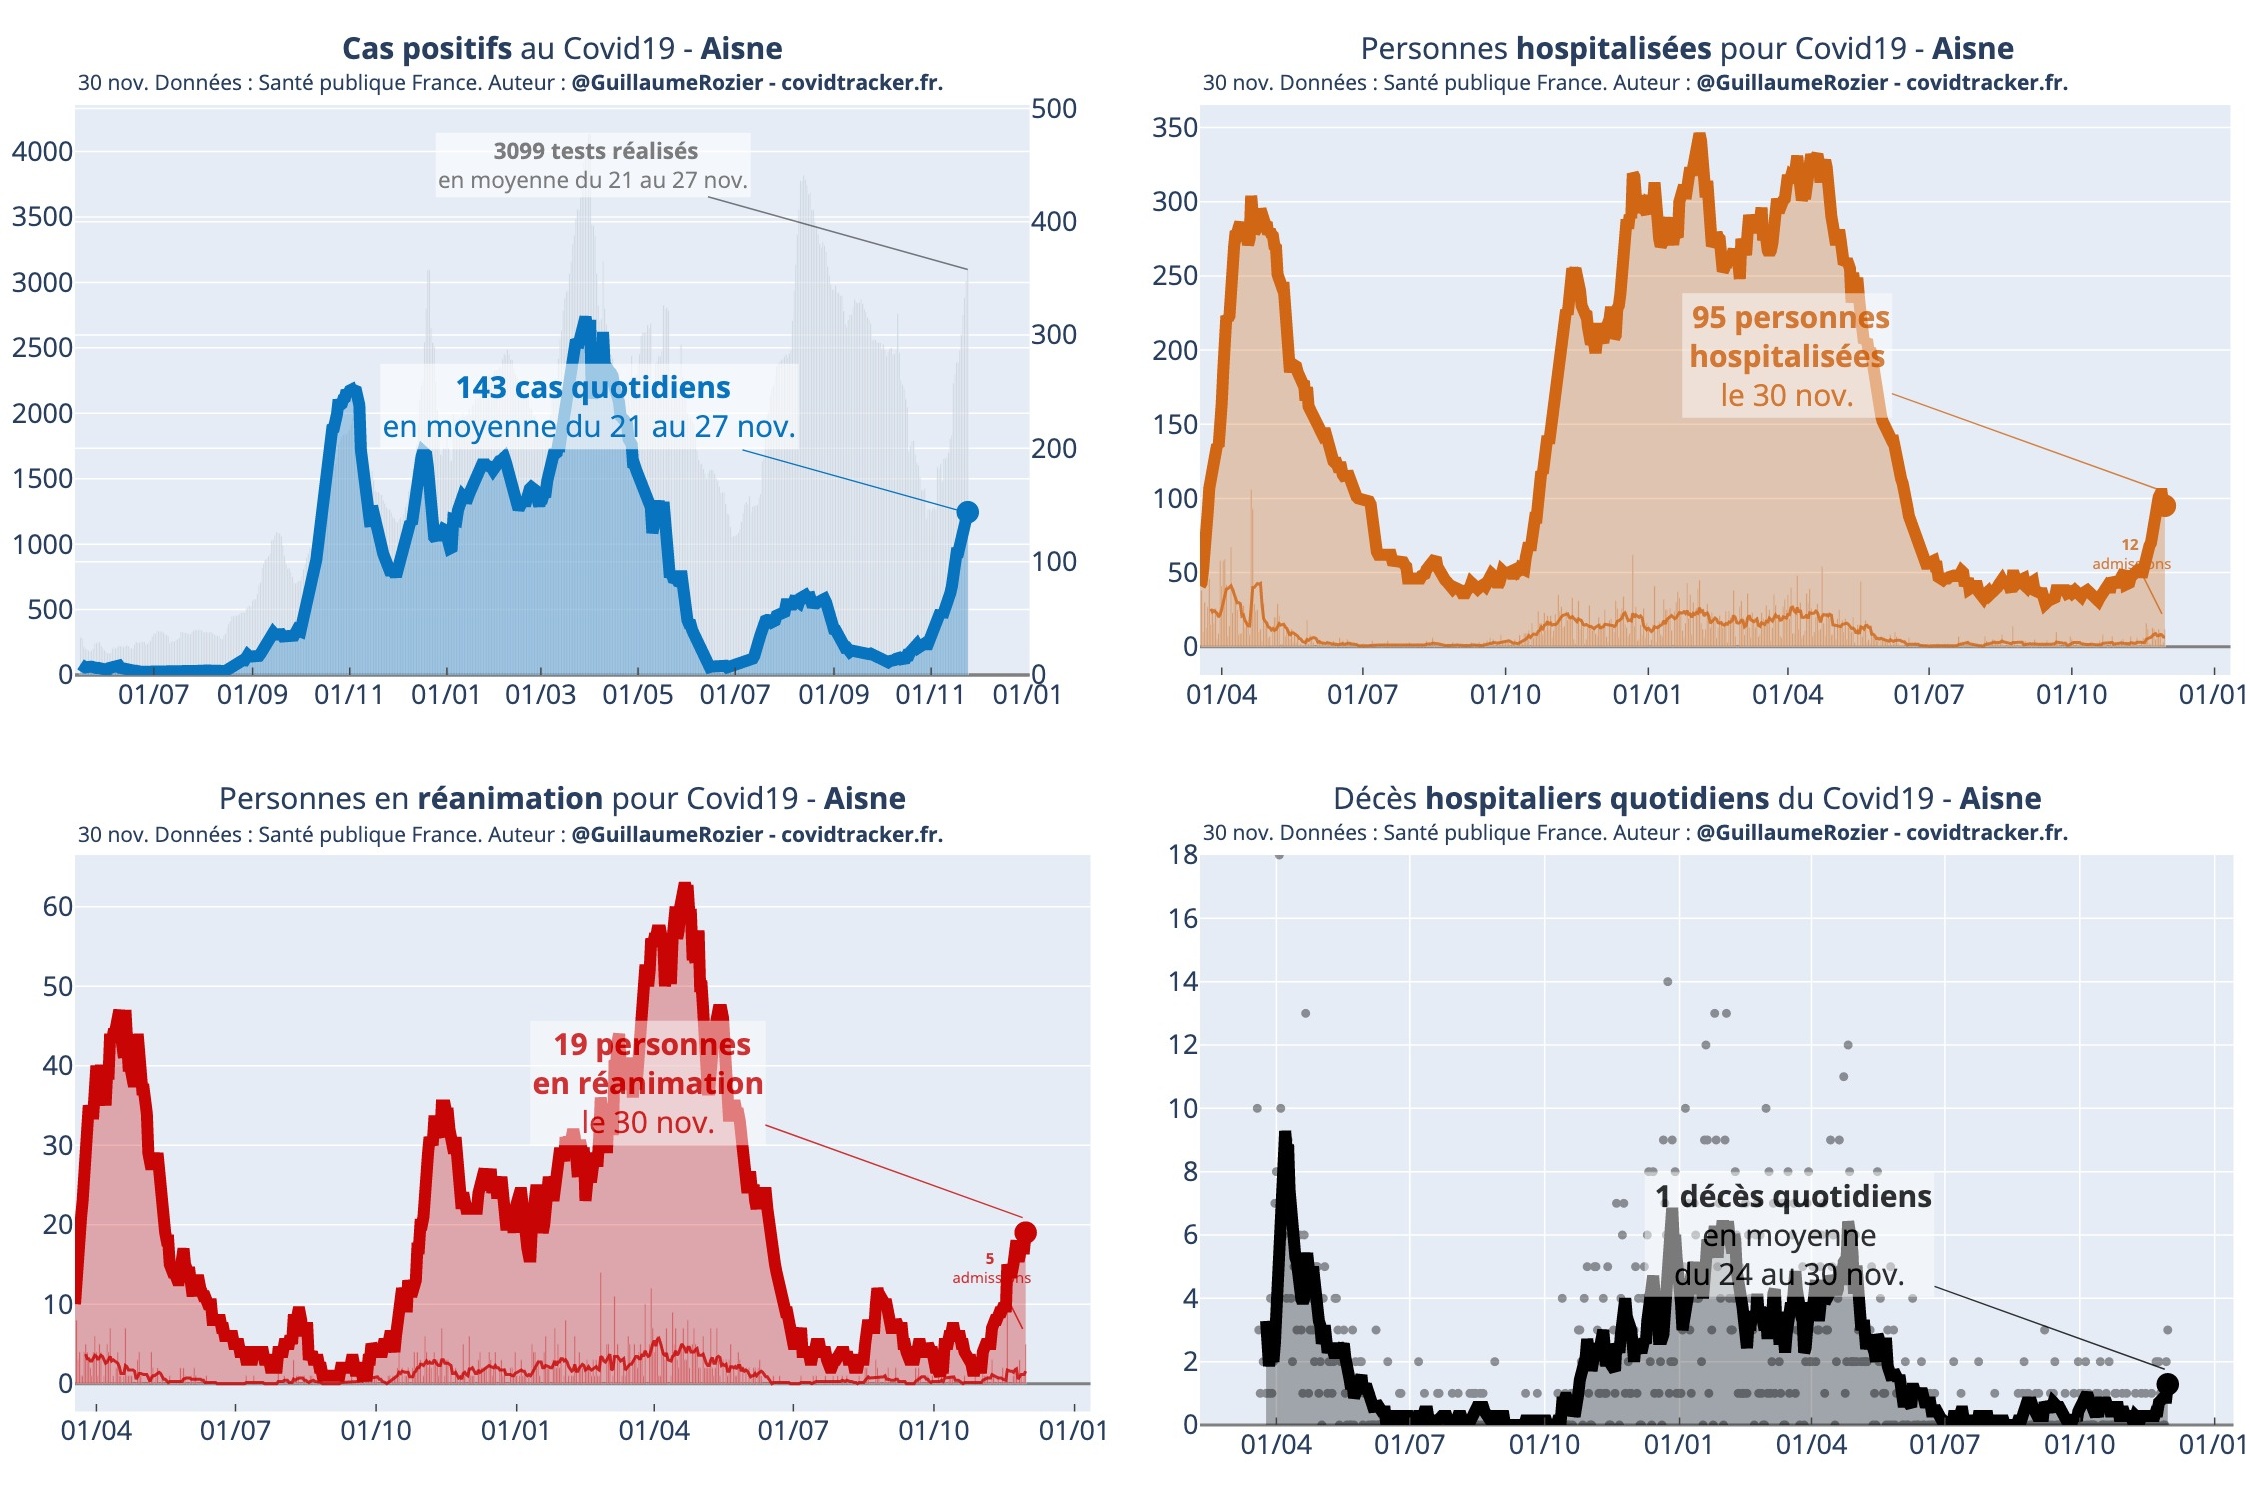 Cas positifs au Covid19 - Aisne
30 nov. Données : Santé publique France. Auteur : @GuillaumeRozier - covidtracker.fr.
500
4000
3500
3000
2500
2000
1500
1000
500
0
400
300
200
100
0
3099 tests réalisés
en moyenne du 21 au 27 nov.
143 cas quotidiens
en moyenne du 21 au 27 nov.
01/07 01/09 01/11 01/01 01/03 01/05 01/07 01/09 01/11 01/01
Personnes hospitalisées pour Covid19 - Aisne
30 nov. Données : Santé publique France. Auteur : @GuillaumeRozier - covidtracker.fr.
350
300
250
200
150
100
50
0
95 personnes
hospitalisées
le 30 nov.
12
admissions
01/04 01/07 01/10 01/01 01/04 01/07 01/10 01/01
Personnes en réanimation pour Covid19 - Aisne
30 nov. Données : Santé publique France. Auteur : @GuillaumeRozier - covidtracker.fr.
60
50
40
30
20
10
0
19 personnes
en réanimation
le 30 nov.
5
admissions
01/04 01/07 01/10 01/01 01/04 01/07 01/10 01/01
Décès hospitaliers quotidiens du Covid19 - Aisne
30 nov. Données : Santé publique France. Auteur : @GuillaumeRozier - covidtracker.fr.
18
16
14
12
10
8
6
4
2
0
1 décès quotidiens
en moyenne
du 24 au 30 nov.
01/04 01/07 01/10 01/01 01/04 01/07 01/10 01/01